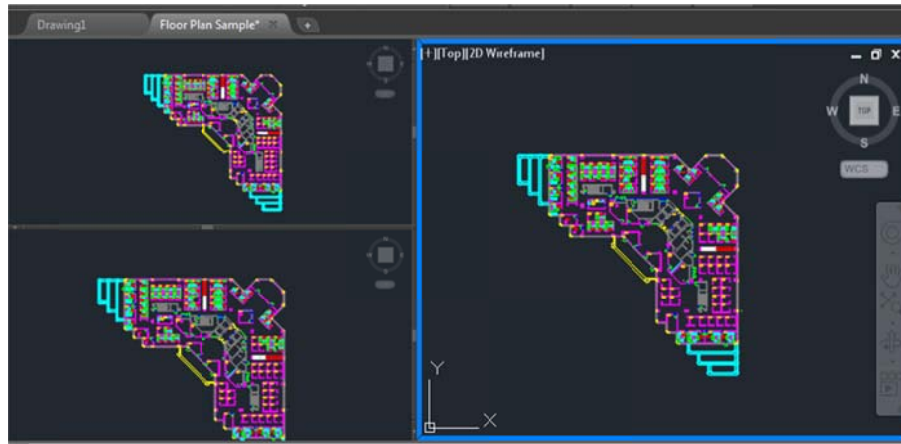 Drawing1
Floor Plan Sample*
[+][Top][2D Wireframe]
N
W TOP E
S
WCS
Y
X